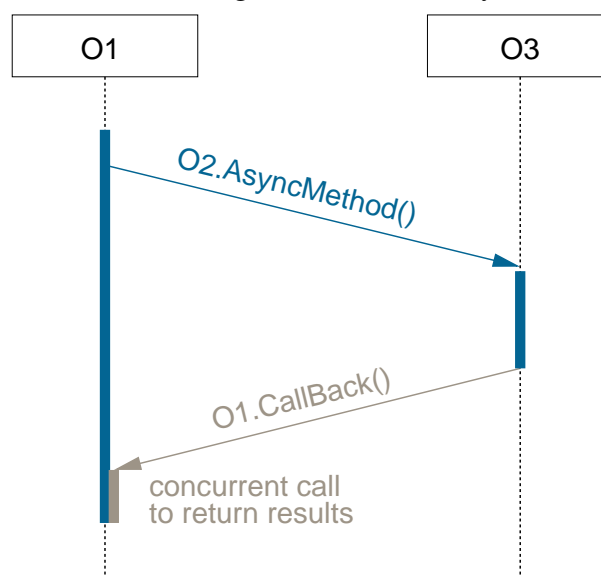 O1
O3
O2.AsyncMethod()
O1.CallBack()
concurrent call
to return results